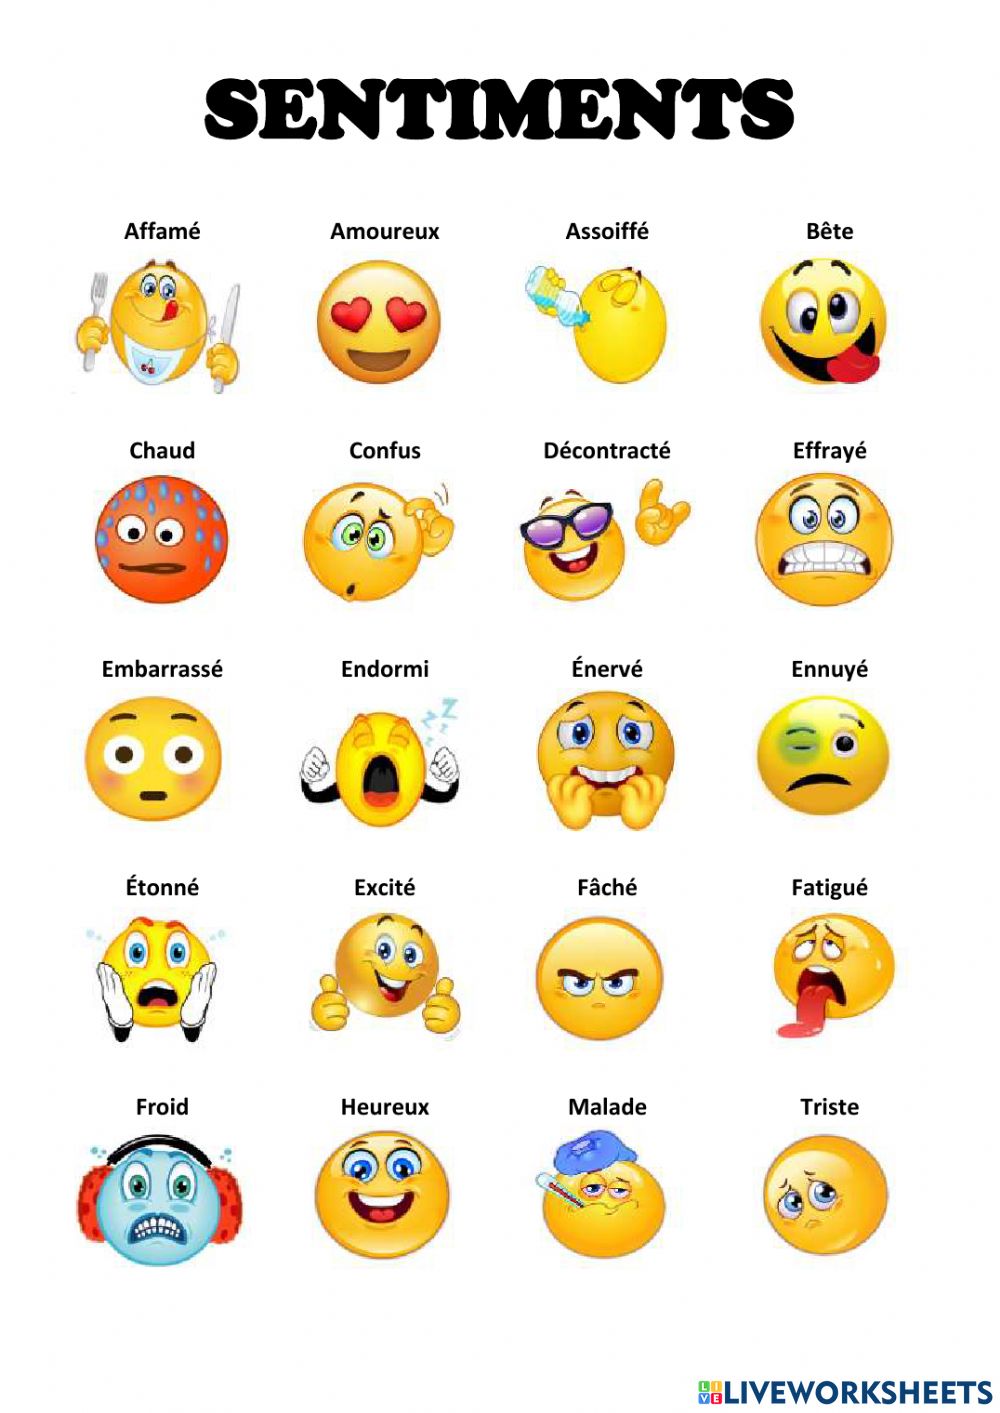 SENTIMENTS
Affamé Amoureux Assoiffé Bête
Chaud Confus Décontracté Effrayé
Embarrassé Endormi Énervé Ennuyé
Étonné Excité Fâché Fatigué
Froid Heureux Malade Triste
LIVE LIVEWORKSHEETS